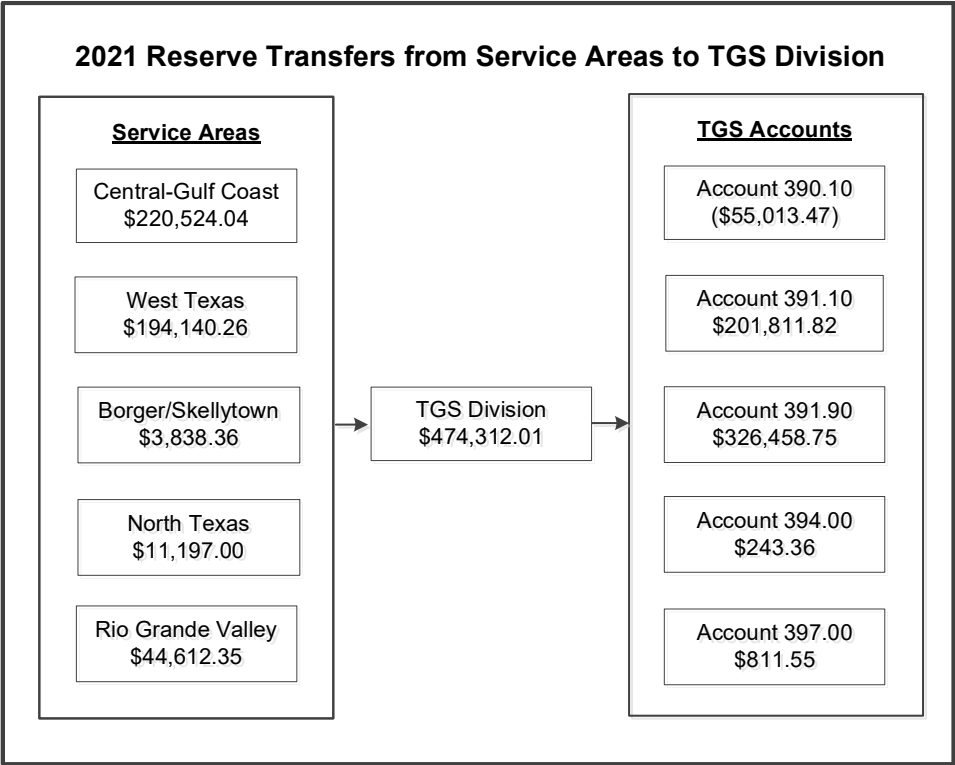 2021 Reserve Transfers from Service Areas to TGS Division
Service Areas
Central-Gulf Coast
$220,524.04
West Texas
$194,140.26
Borger/Skellytown
$3,838.36
North Texas
$11,197.00
Rio Grande Valley
$44,612.35
TGS Division
$474,312.01
TGS Accounts
Account 390.10
($55,013.47)
Account 391.10
$201,811.82
Account 391.90
$326,458.75
Account 394.00
$243.36
Account 397.00
$811.55